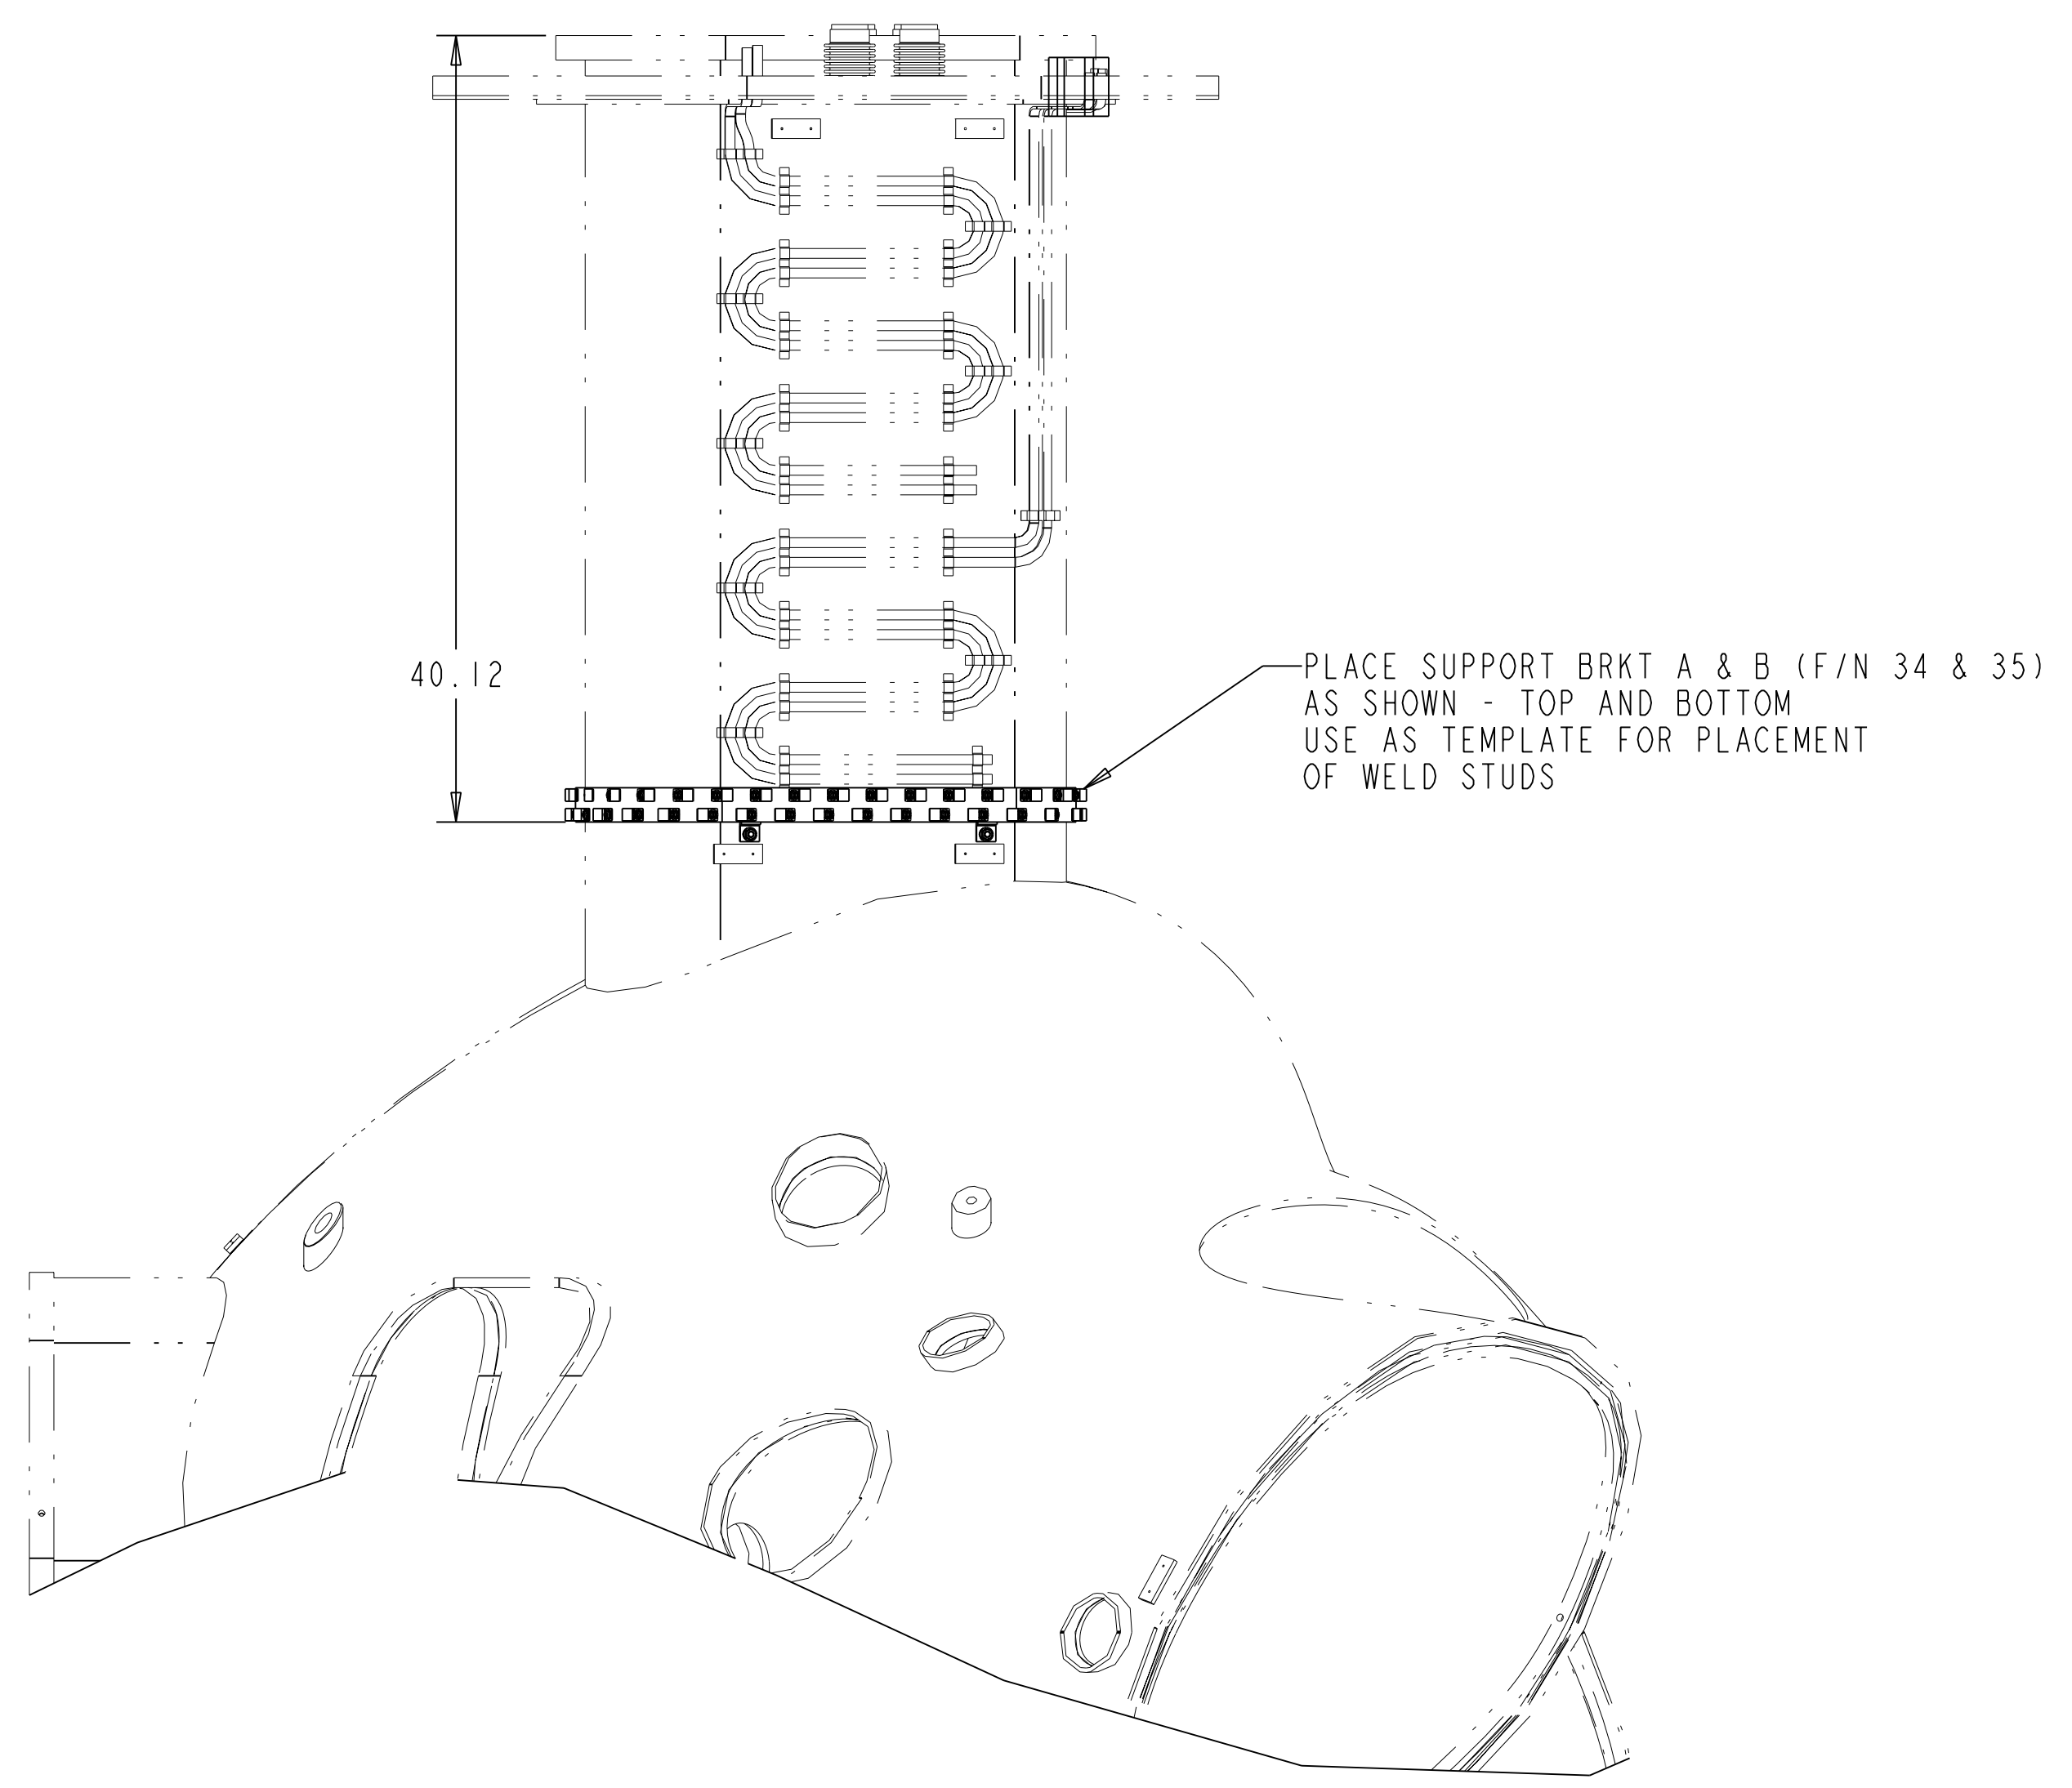 40.12
PLACE SUPPORT BRKT A & B (F/N 34 & 35)
AS SHOWN - TOP AND BOTTOM
USE AS TEMPLATE FOR PLACEMENT
OF WELD STUDS